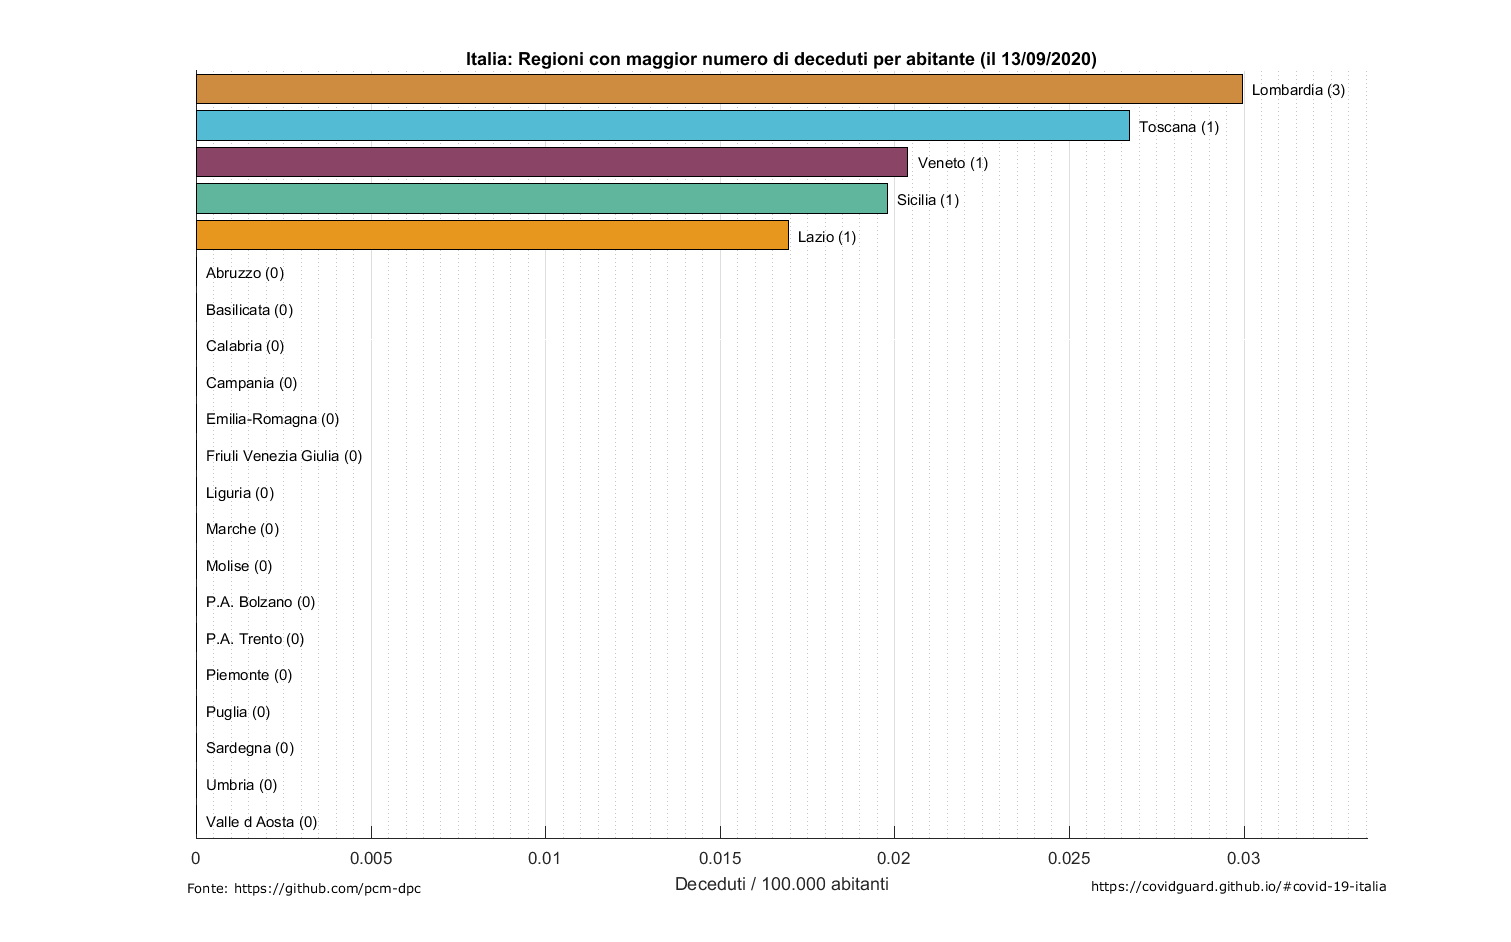 Italia: Regioni con maggior numero di deceduti per abitante (il 13/09/2020)
Lombardia (3)
Toscana (1)
Veneto (1)
Sicilia (1)
Lazio (1)
Abruzzo (0)
Basilicata (0)
Calabria (0)
Campania (0)
Emilia-Romagna (0)
Friuli Venezia Giulia (0)
Liguria (0)
Marche (0)
Molise (0)
P.A. Bolzano (0)
P.A. Trento (0)
Piemonte (0)
Puglia (0)
Sardegna (0)
Umbria (0)
Valle d Aosta (0)
0 0.005 0.01 0.015 0.02 0.025 0.03
Deceduti / 100.000 abitanti
Fonte: https://github.com/pcm-dpc
https://covidguard.github.io/#covid-19-italia